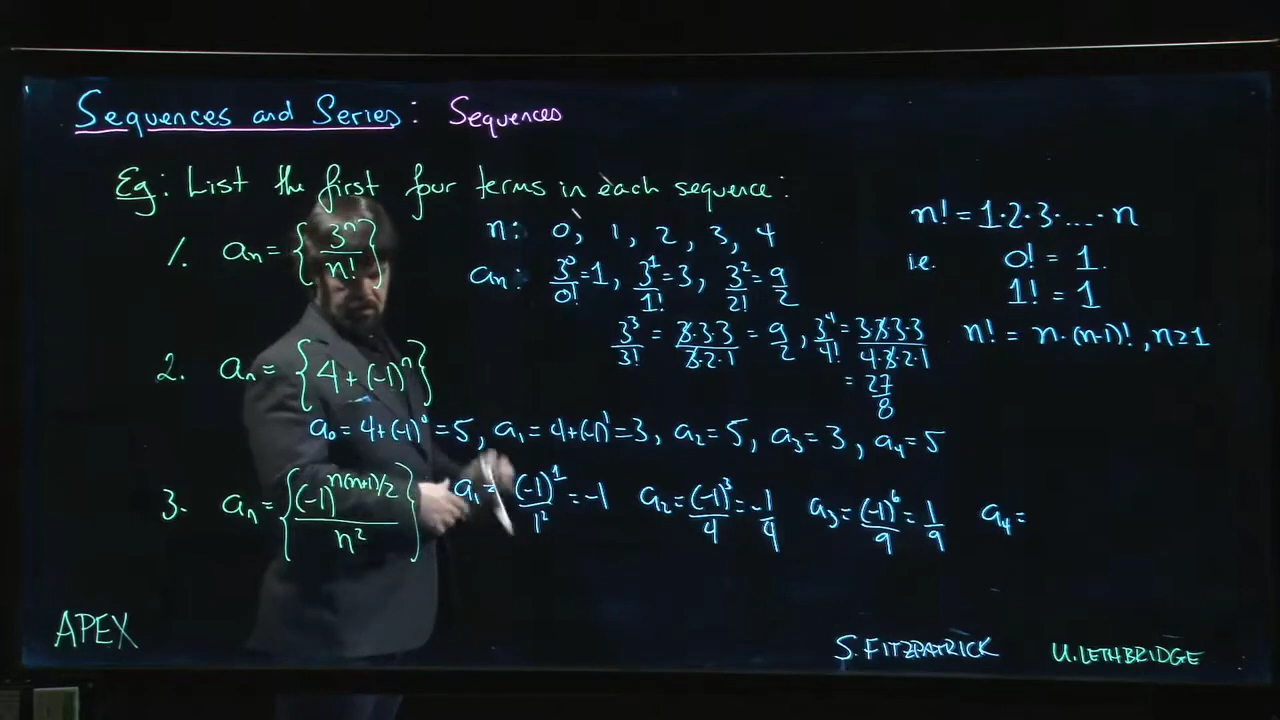 Sequences and Series: Sequences
Eg: List the first four terms in each sequence:
1. aₙ = {3ⁿ/n!}
n: 0, 1, 2, 3, 4
aₙ: 3⁰/0! = 1, 3¹/1! = 3, 3²/2! = 9/2
3³/3! = 3·3·3/3·2·1 = 9/2, 3⁴/4! = 3·3·3·3/4·3·2·1
= 27/8
n! = 1·2·3·....·n
i.e. 0! = 1.
1! = 1
n! = n·(n-1)!, n≥1
2. aₙ = {4+(-1)ⁿ}
a₀ = 4+(-1)⁰ = 5, a₁ = 4+(-1)¹ = 3, a₂ = 5, a₃ = 3, a₄ = 5
3. aₙ = {(-1)^n(n+1)/2 / n²} a₁ = (-1)¹/1² = -1 a₂ = (-1)³/4 = -1/4 a₃ = (-1)⁶/9 = 1/9 a₄ =
APEX
S. FITZPATRICK U. LETHBRIDGE